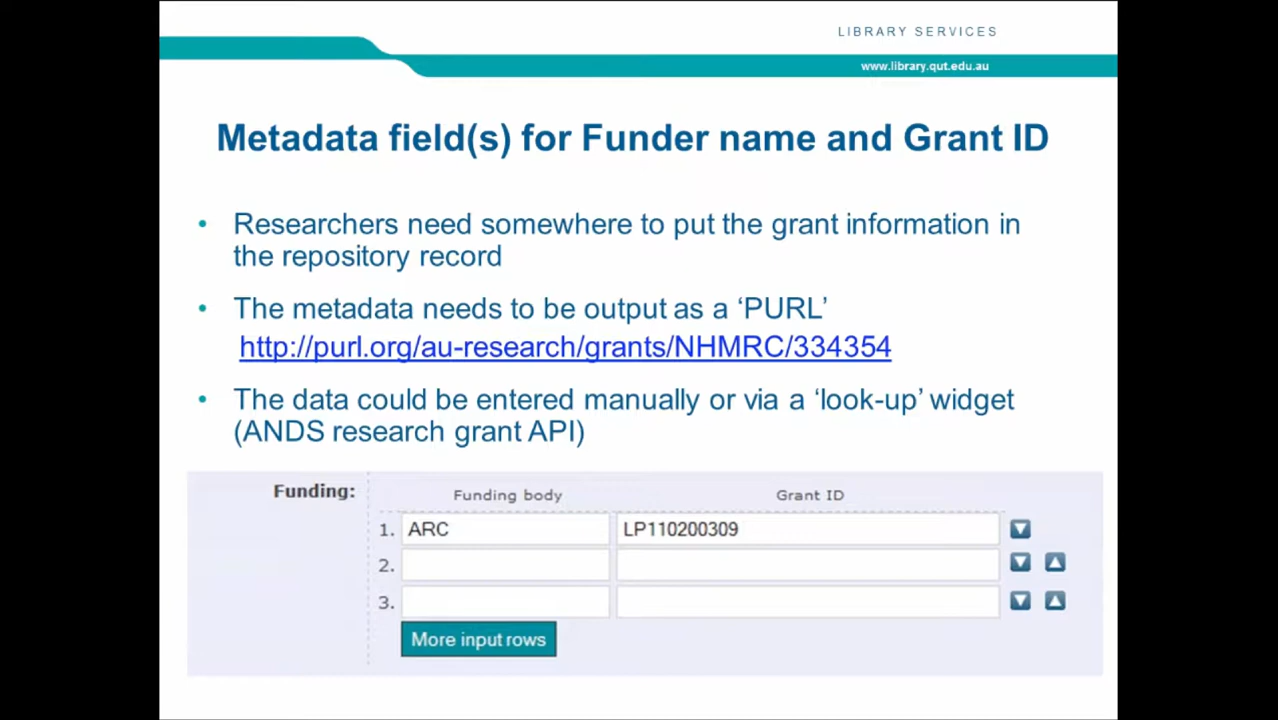 LIBRARY SERVICES
www.library.qut.edu.au
Metadata field(s) for Funder name and Grant ID
• Researchers need somewhere to put the grant information in
the repository record
• The metadata needs to be output as a ‘PURL’
http://purl.org/au-research/grants/NHMRC/334354
• The data could be entered manually or via a ‘look-up’ widget
(ANDS research grant API)
Funding:
Funding body Grant ID
1. ARC LP110200309
2.
3.
More input rows